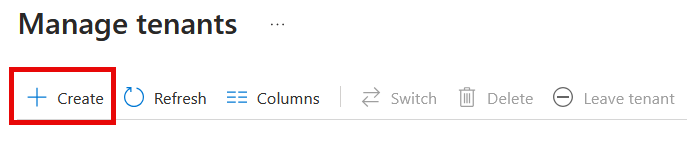 Manage tenants ...
Create Refresh Columns Switch Delete Leave tenant